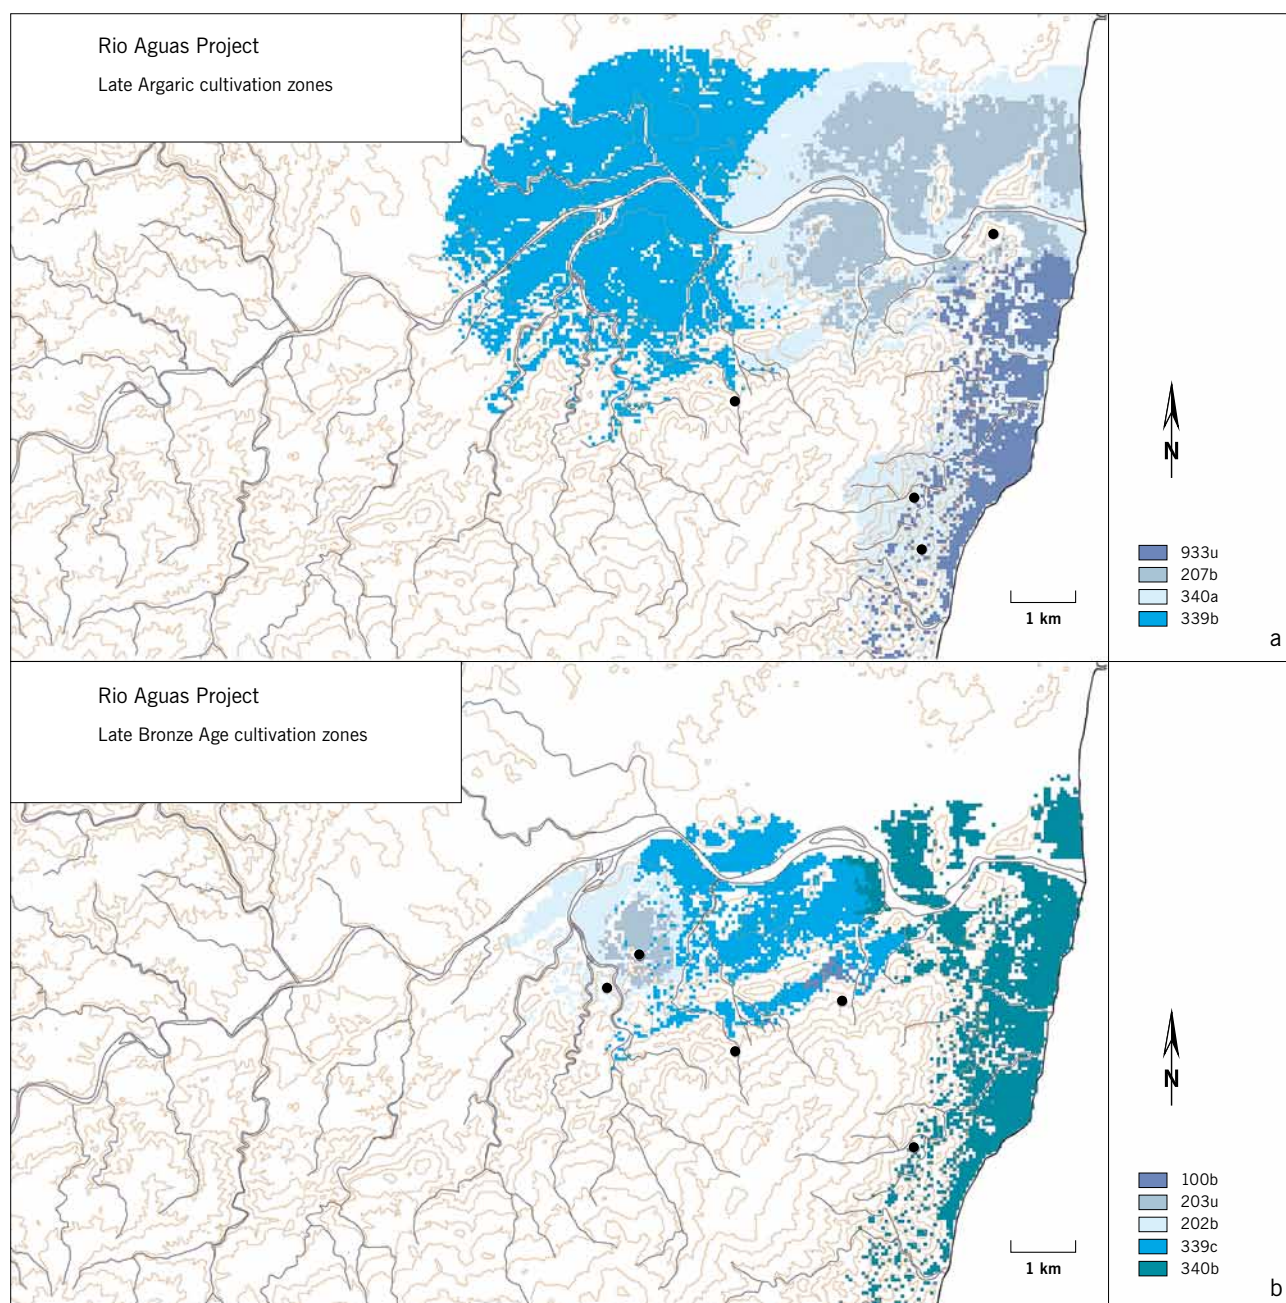 Rio Aguas Project
Late Argaric cultivation zones
N
933u
207b
340a
339b
1 km
a
Rio Aguas Project
Late Bronze Age cultivation zones
N
100b
203u
202b
339c
340b
1 km
b